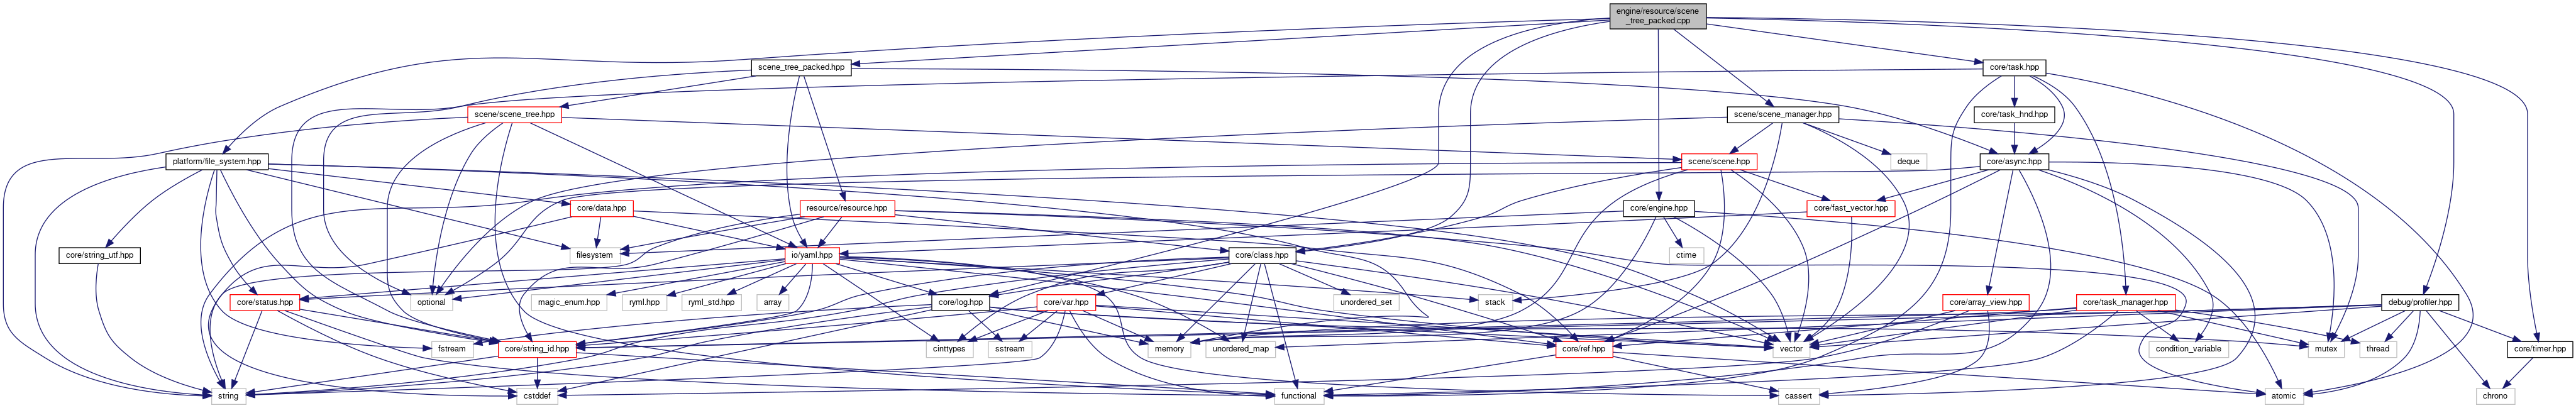 engine/resource/scene
_tree_packed.cpp
scene_tree_packed.hpp
core/task.hpp
scene/scene_tree.hpp
scene/scene_manager.hpp
core/task_hnd.hpp
platform/file_system.hpp
scene/scene.hpp
deque
core/async.hpp
core/data.hpp
resource/resource.hpp
core/engine.hpp
core/fast_vector.hpp
core/string_utf.hpp
filesystem
io/yaml.hpp
core/class.hpp
ctime
core/status.hpp
optional
magic_enum.hpp
ryml.hpp
ryml_std.hpp
array
core/log.hpp
core/var.hpp
unordered_set
stack
core/array_view.hpp
core/task_manager.hpp
debug/profiler.hpp
fstream
core/string_id.hpp
cinttypes
sstream
memory
unordered_map
core/ref.hpp
vector
condition_variable
mutex
thread
core/timer.hpp
string
cstddef
functional
cassert
atomic
chrono